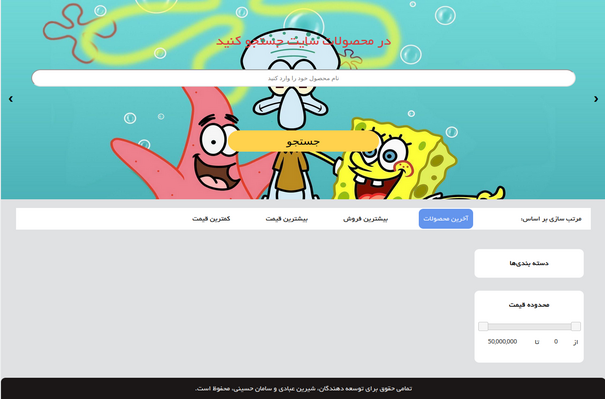 در محصولات سایت جستجو کنید
نام محصول خود را وارد کنید
جستجو
مرتب سازی بر اساس:
آخرین محصولات
بیشترین فروش
بیشترین قیمت
کمترین قیمت
دسته بندی‌ها
محدوده قیمت
از 0 تا 50,000,000
تمامی حقوق برای توسعه دهندگان، شیرین عبادی و سامان حسینی، محفوظ است.